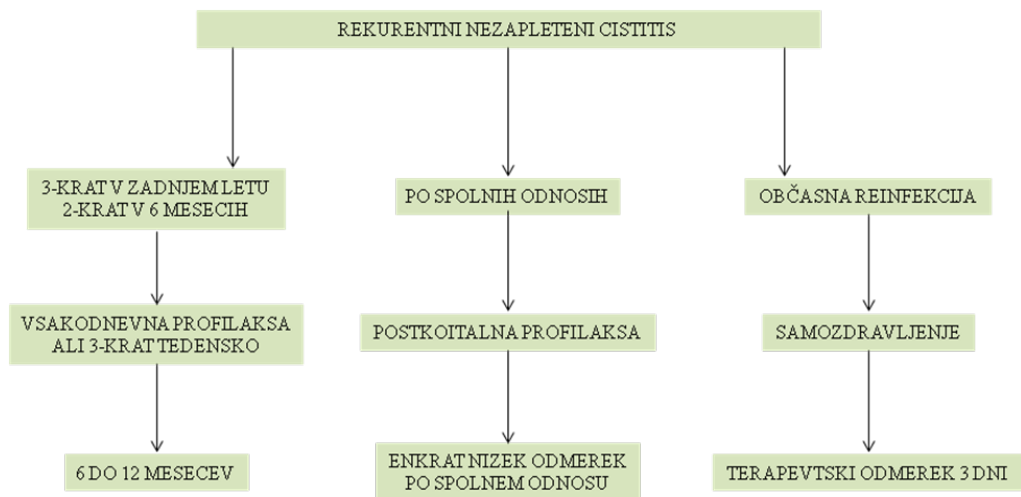 REKURENTNI NEZAPLETENI CISTITIS
3-KRAT V ZADNJEM LETU
2-KRAT V 6 MESECIH
PO SPOLNIH ODNOSIH
OBČASNA REINFEKCIJA
VSAKODNEVNA PROFILAKSA
ALI 3-KRAT TEDENSKO
POSTKOITALNA PROFILAKSA
SAMOZDRAVLJENJE
6 DO 12 MESECEV
ENKRAT NIZEK ODMEREK
PO SPOLNEM ODNOSU
TERAPEVTSKI ODMEREK 3 DNI